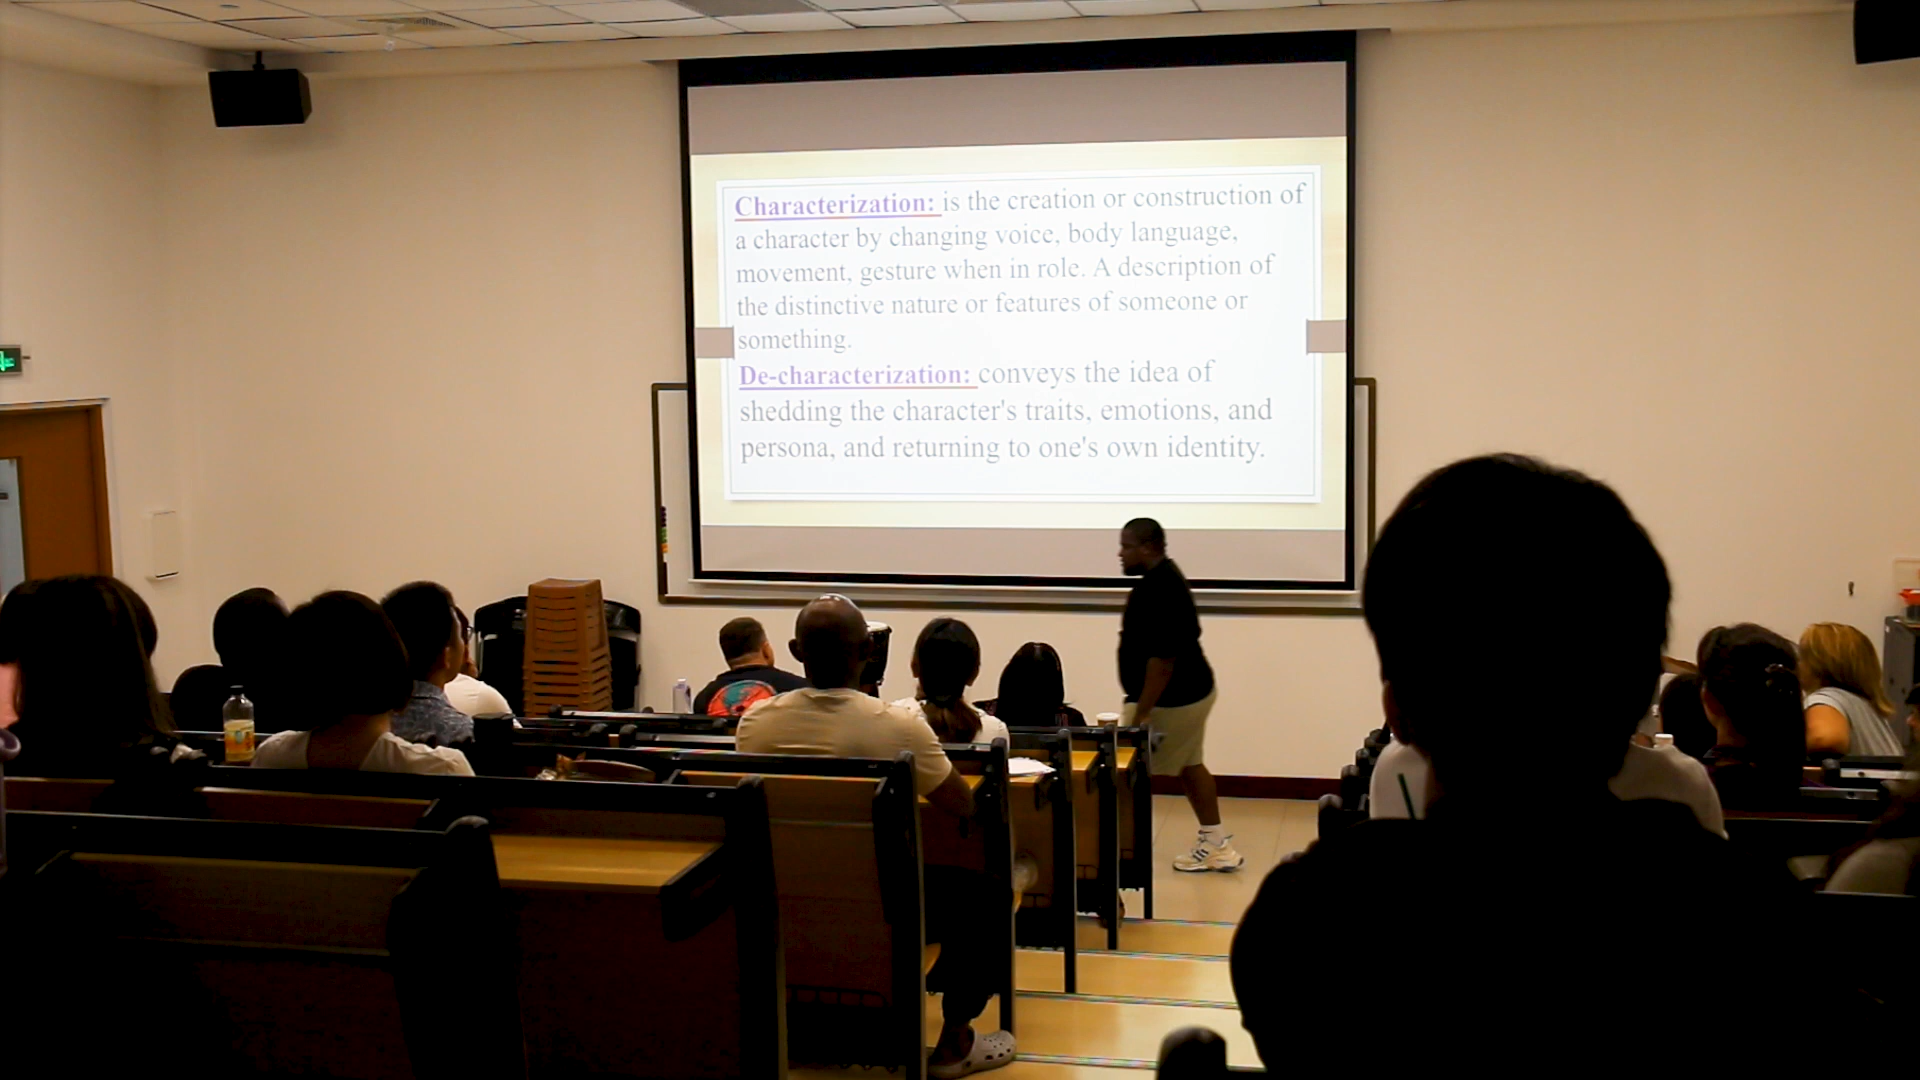 Characterization: is the creation or construction of
a character by changing voice, body language,
movement, gesture when in role. A description of
the distinctive nature or features of someone or
something.
De-characterization: conveys the idea of
shedding the character's traits, emotions, and
persona, and returning to one's own identity.